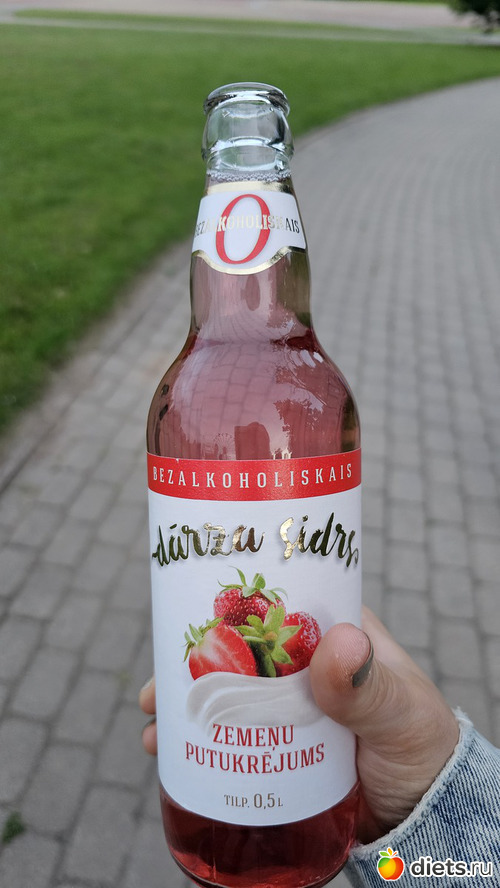 0
BEZALKOHOLISKAIS
BEZALKOHOLISKAIS
dārza sidrs
ZEMEŅU
PUTUKRĒJUMS
TILP. 0,5 L
diets.ru